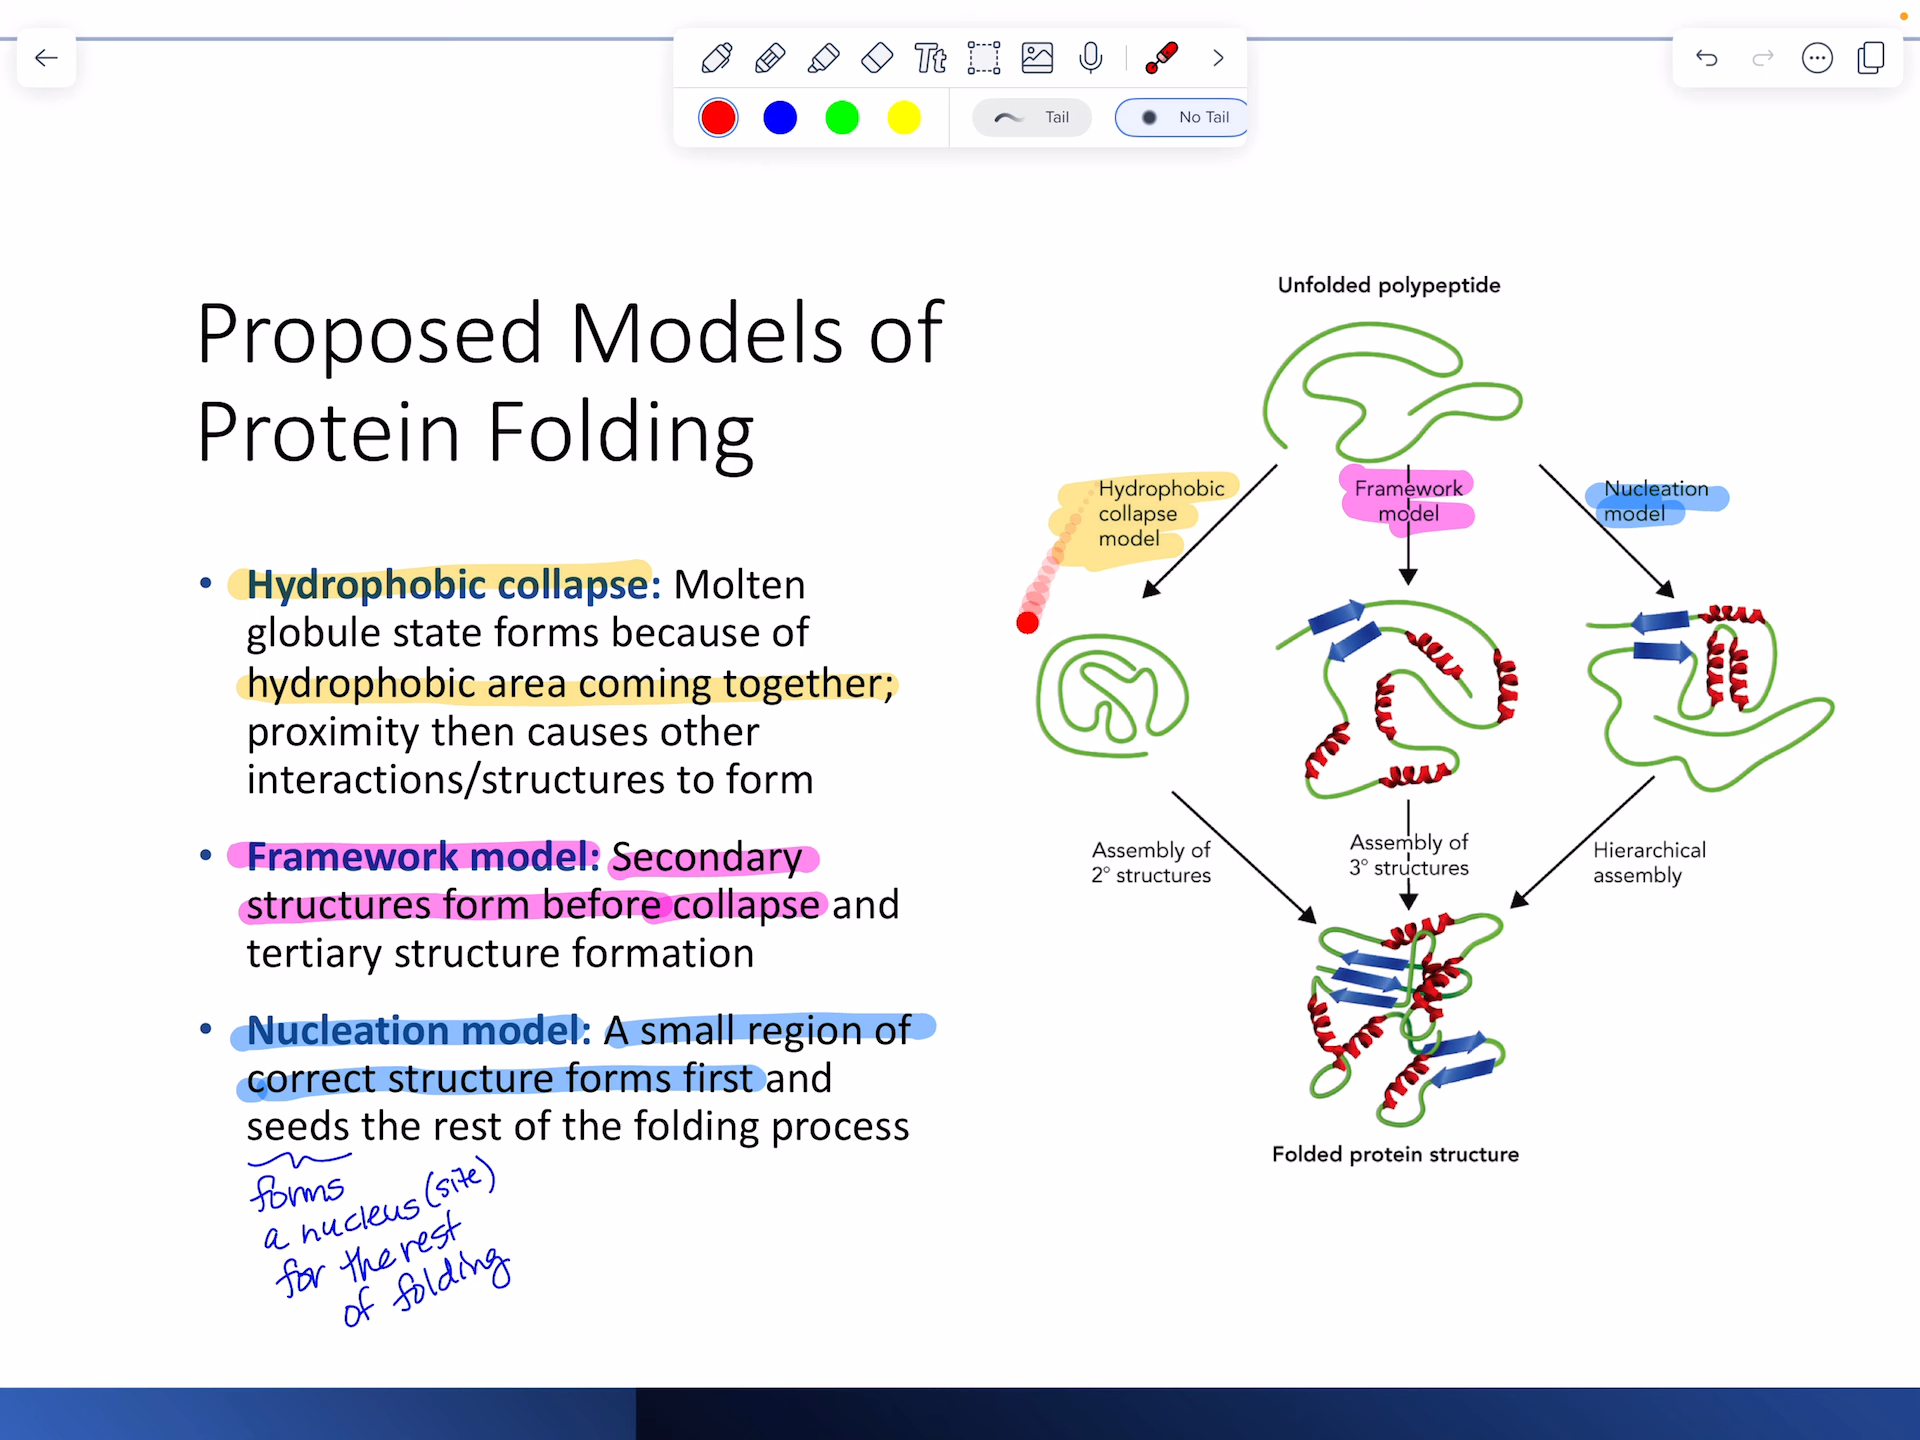 Tt
Tail
No Tail
Proposed Models of
Protein Folding
• Hydrophobic collapse: Molten
globule state forms because of
hydrophobic area coming together;
proximity then causes other
interactions/structures to form
• Framework model: Secondary
structures form before collapse and
tertiary structure formation
• Nucleation model: A small region of
correct structure forms first and
seeds the rest of the folding process
forms
a nucleus (site)
for the rest
of folding
Unfolded polypeptide
Hydrophobic
collapse
model
Framework
model
Nucleation
model
Assembly of
2° structures
Assembly of
3° structures
Hierarchical
assembly
Folded protein structure